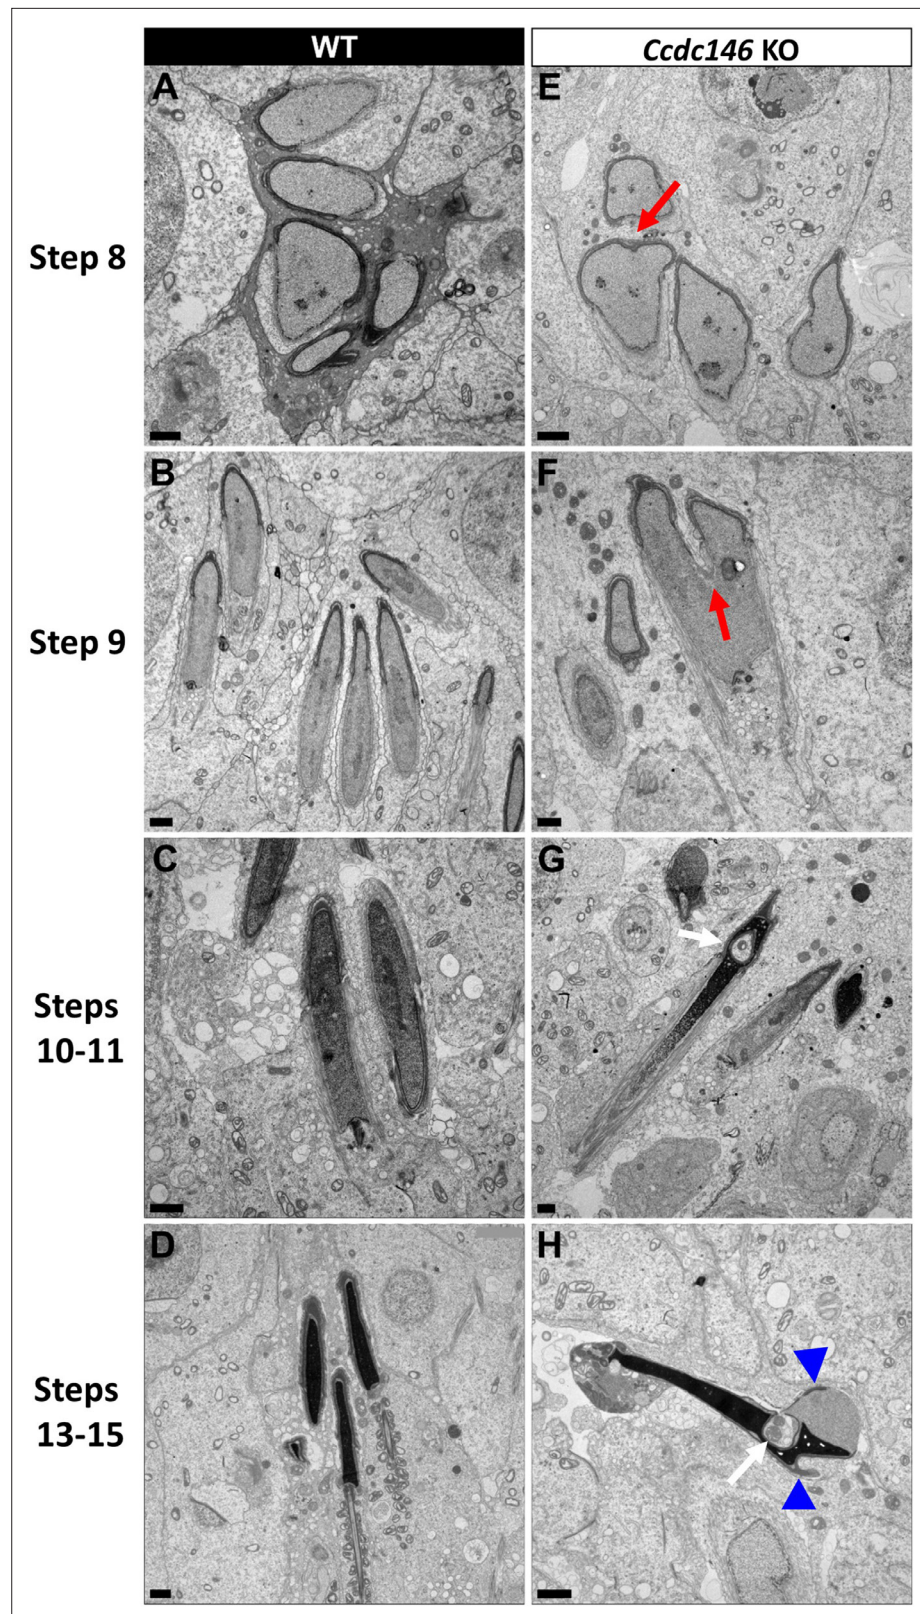 WT
Ccdc146 KO
Step 8
A
E
Step 9
B
F
Steps
10-11
C
G
Steps
13-15
D
H